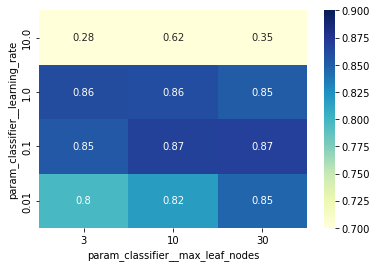 param_classifier__learning_rate
10.0 0.28 0.62 0.35
1.0 0.86 0.86 0.85
0.1 0.85 0.87 0.87
0.01 0.8 0.82 0.85
3 10 30
param_classifier__max_leaf_nodes
0.900
0.875
0.850
0.825
0.800
0.775
0.750
0.725
0.700